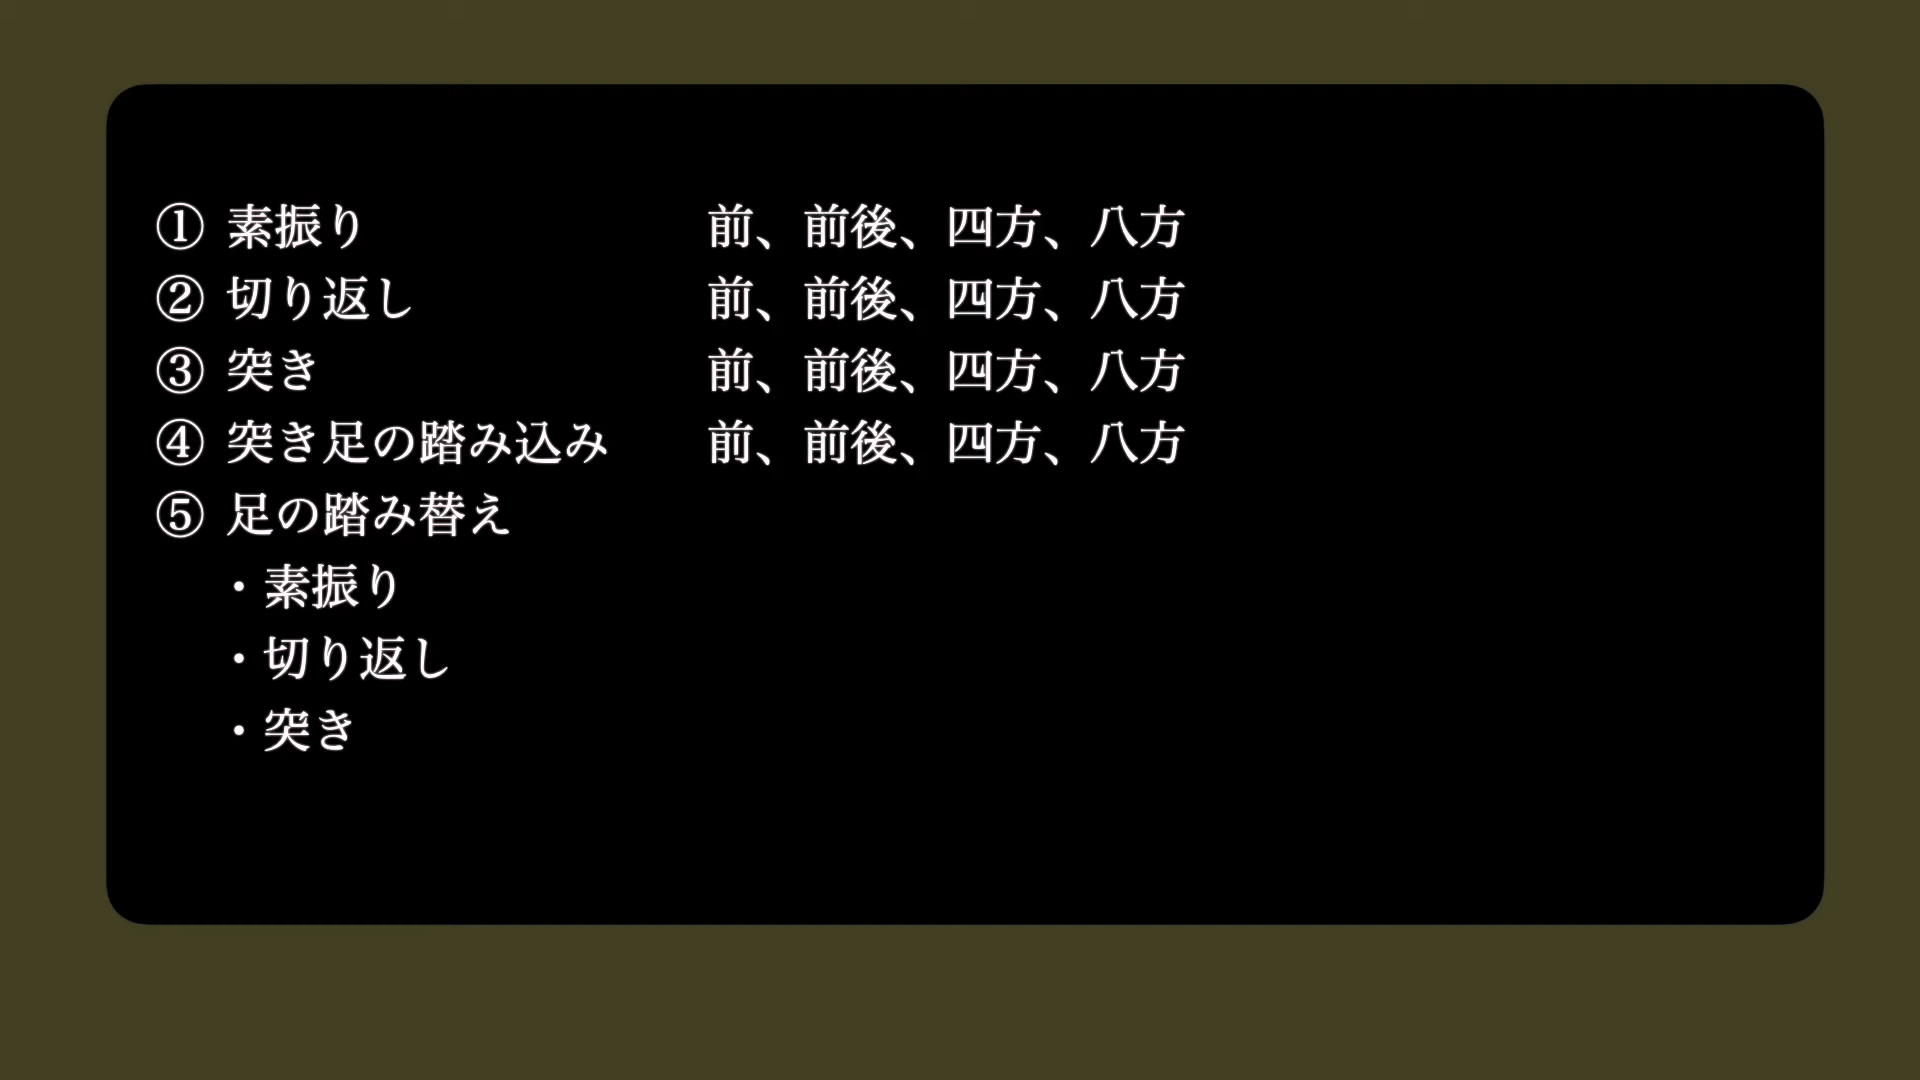 ① 素振り 前、前後、四方、八方
② 切り返し 前、前後、四方、八方
③ 突き 前、前後、四方、八方
④ 突き足の踏み込み 前、前後、四方、八方
⑤ 足の踏み替え
・素振り
・切り返し
・突き